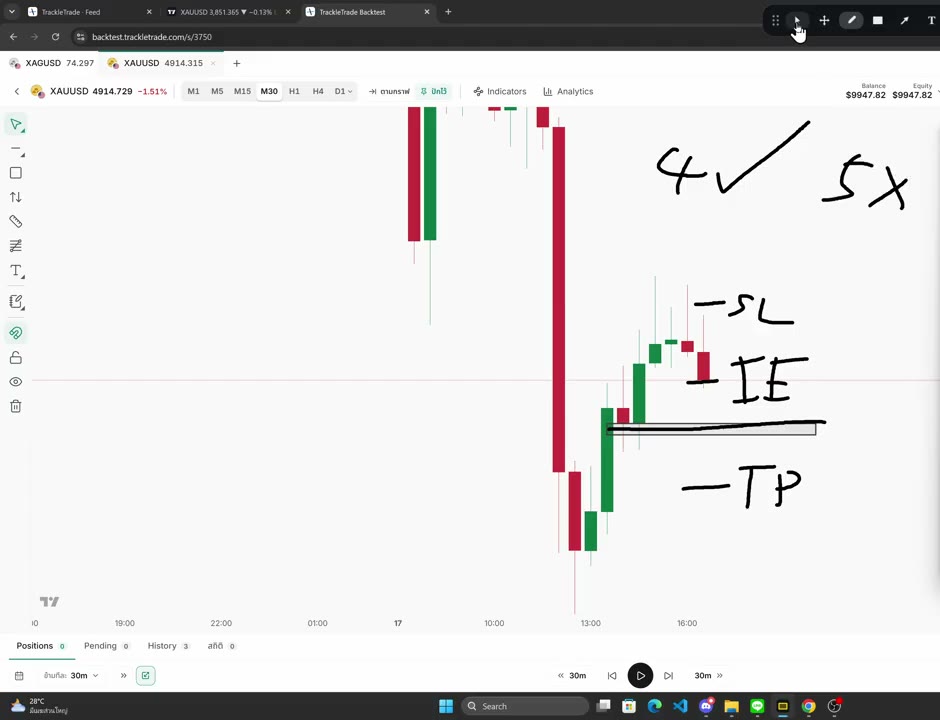 TrackleTrade · Feed
XAUUSD 3,851.365 ▼ −0.13%
TrackleTrade Backtest
backtest.trackletrade.com/s/3750
T
XAGUSD 74.297
XAUUSD 4914.315
XAUUSD 4914.729 −1.51%
M1 M5 M15 M30 H1 H4 D1
ตามกราฟ
Indicators
Analytics
Balance
$9947.82
Equity
$9947.82
4 ✓ 5 X
– SL
– IE
– TP
19:00 22:00 01:00 17 10:00 13:00 16:00
Positions 0 Pending 0 History 3 สถิติ 0
30m
« 30m
30m »
28°C
Search